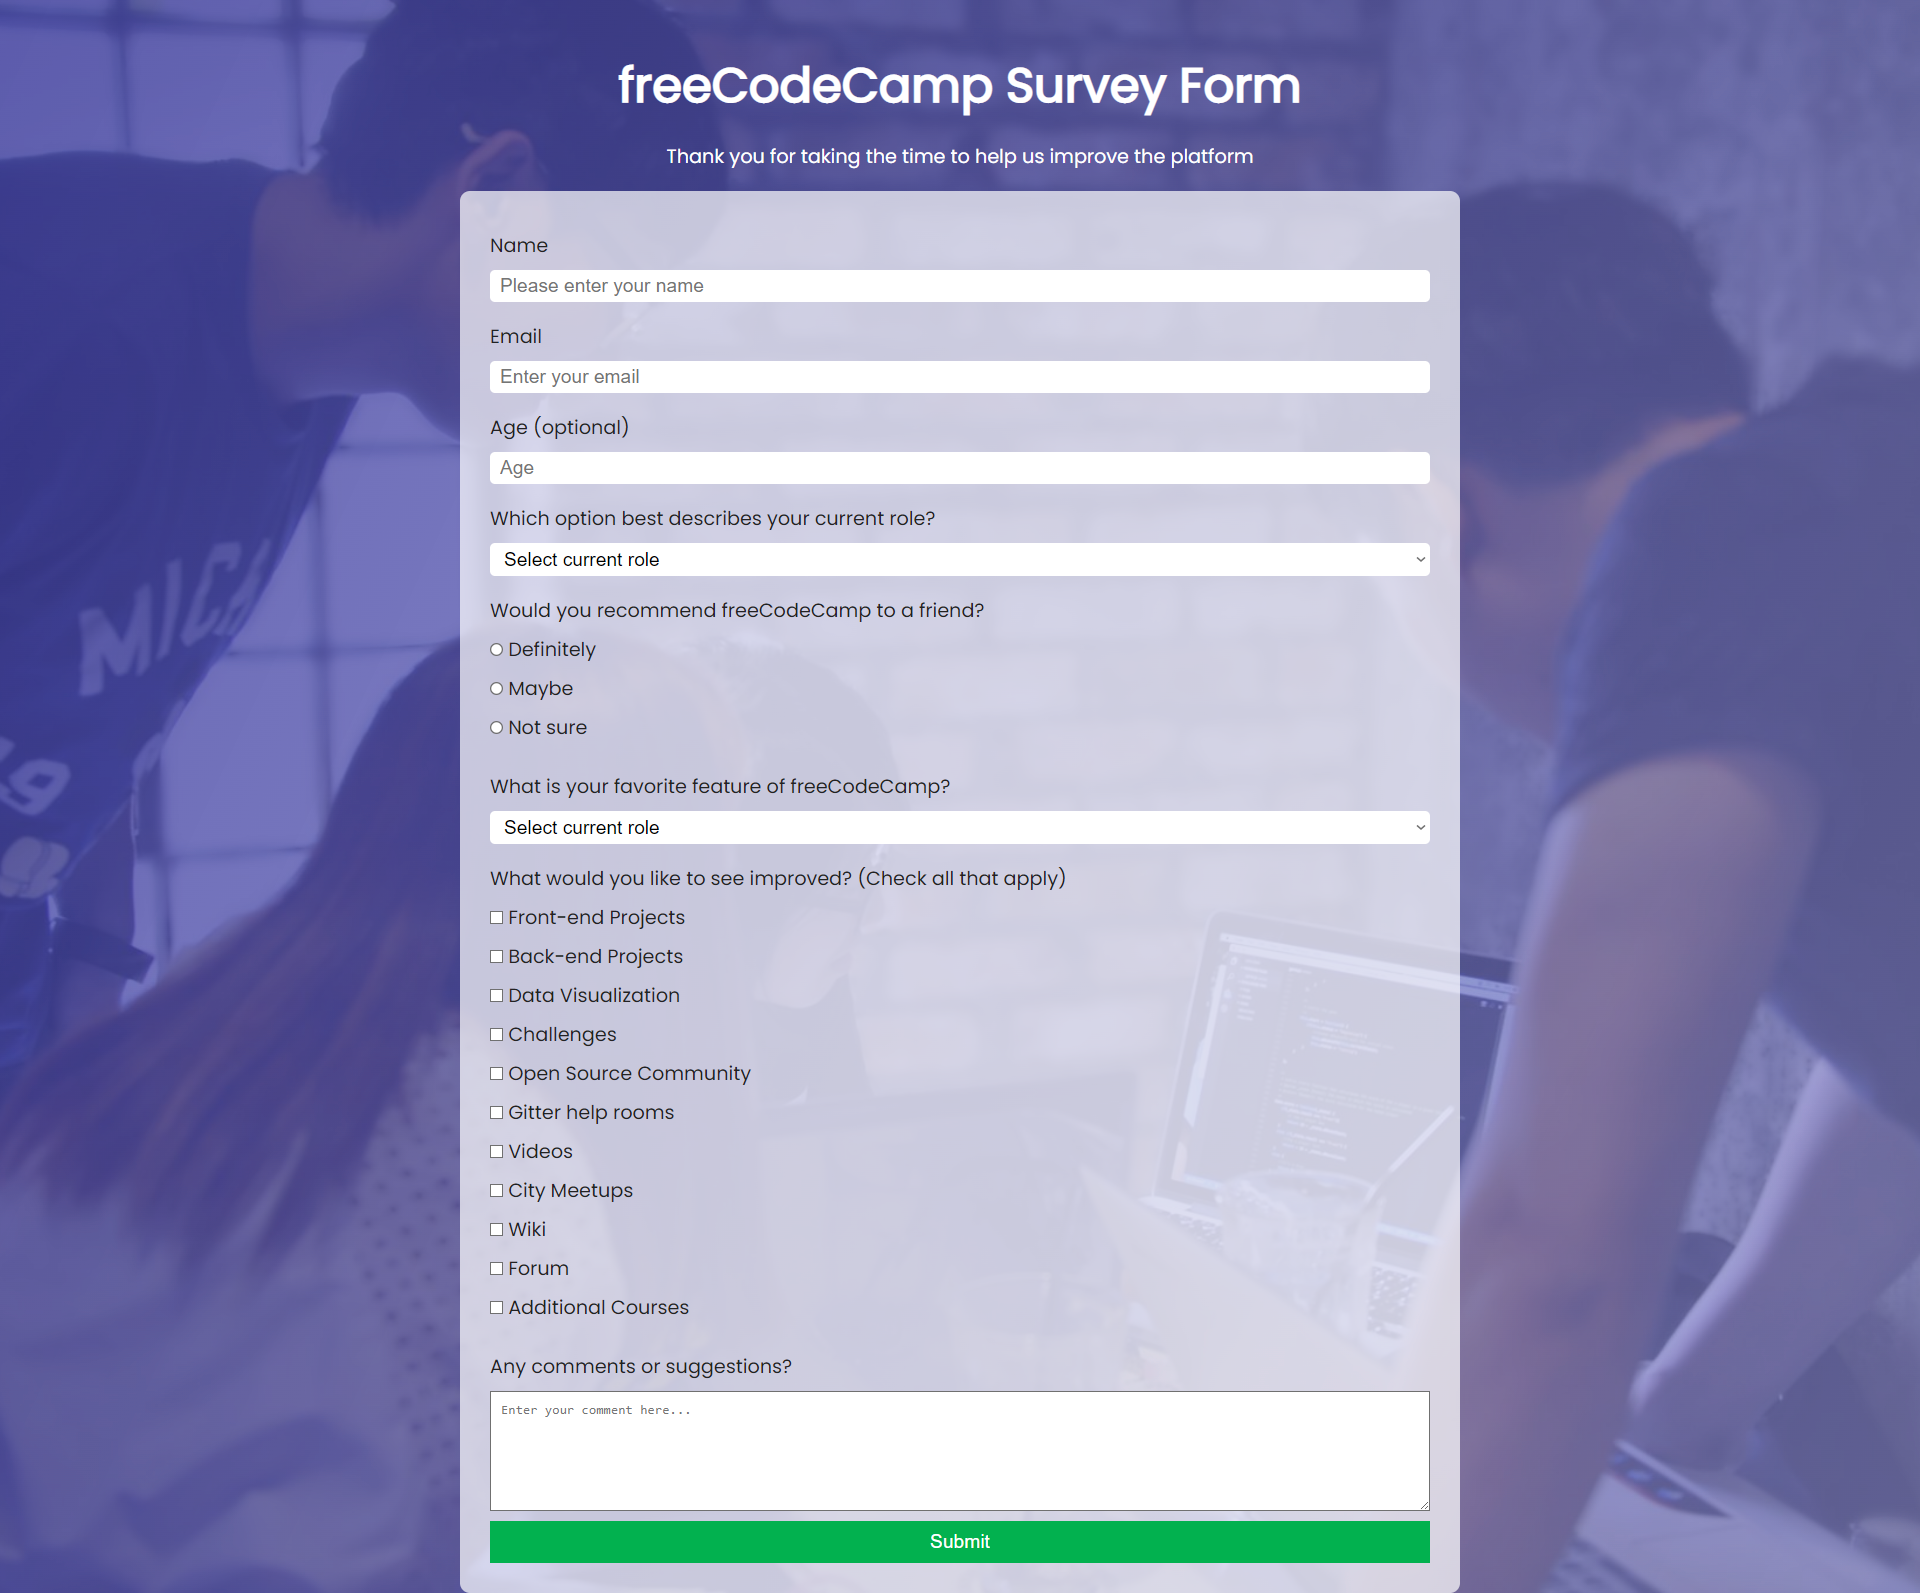 freeCodeCamp Survey Form
Thank you for taking the time to help us improve the platform
Name
Please enter your name
Email
Enter your email
Age (optional)
Age
Which option best describes your current role?
Select current role
Would you recommend freeCodeCamp to a friend?
Definitely
Maybe
Not sure
What is your favorite feature of freeCodeCamp?
Select current role
What would you like to see improved? (Check all that apply)
Front-end Projects
Back-end Projects
Data Visualization
Challenges
Open Source Community
Gitter help rooms
Videos
City Meetups
Wiki
Forum
Additional Courses
Any comments or suggestions?
Enter your comment here...
Submit